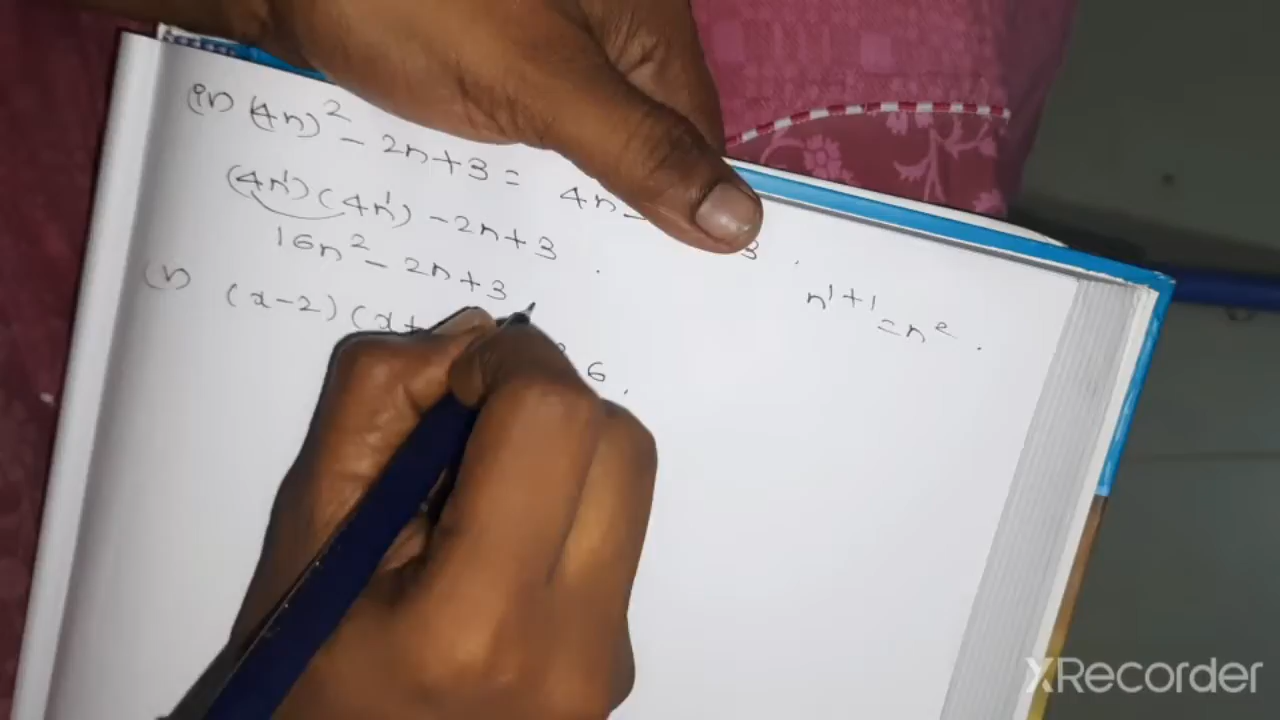 (iv) (4n)² - 2n + 3 = 4n 3 .
(4n¹) (4n¹) - 2n + 3 .
16n² - 2n + 3
n¹ + 1 = n² .
(v) (x - 2) (x + 6 .
XRecorder